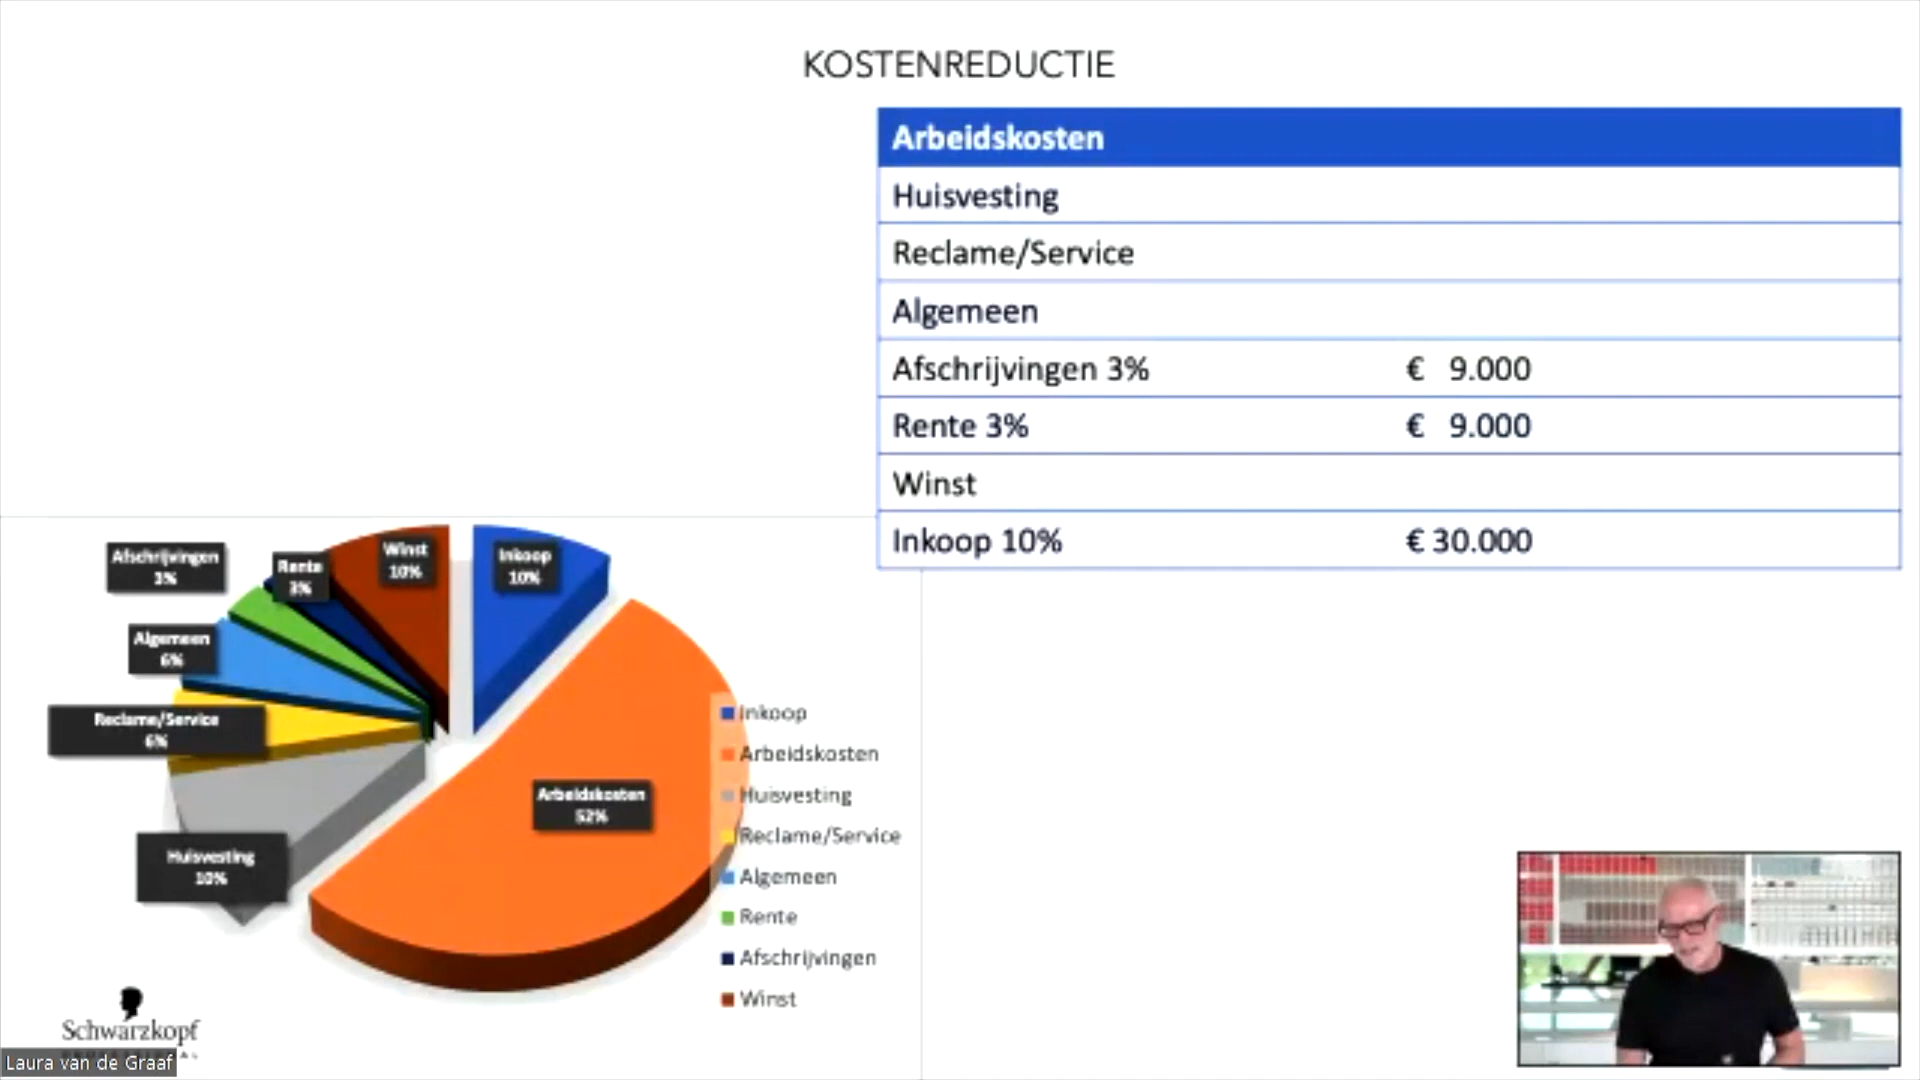 KOSTENREDUCTIE
Arbeidskosten
Huisvesting
Reclame/Service
Algemeen
Afschrijvingen 3% € 9.000
Rente 3% € 9.000
Winst
Inkoop 10% € 30.000
Afschrijvingen
3%
Rente
3%
Winst
10%
Inkoop
10%
Algemeen
6%
Reclame/Service
6%
Arbeidskosten
52%
Huisvesting
10%
Inkoop
Arbeidskosten
Huisvesting
Reclame/Service
Algemeen
Rente
Afschrijvingen
Winst
Schwarzkopf
Laura van de Graaf